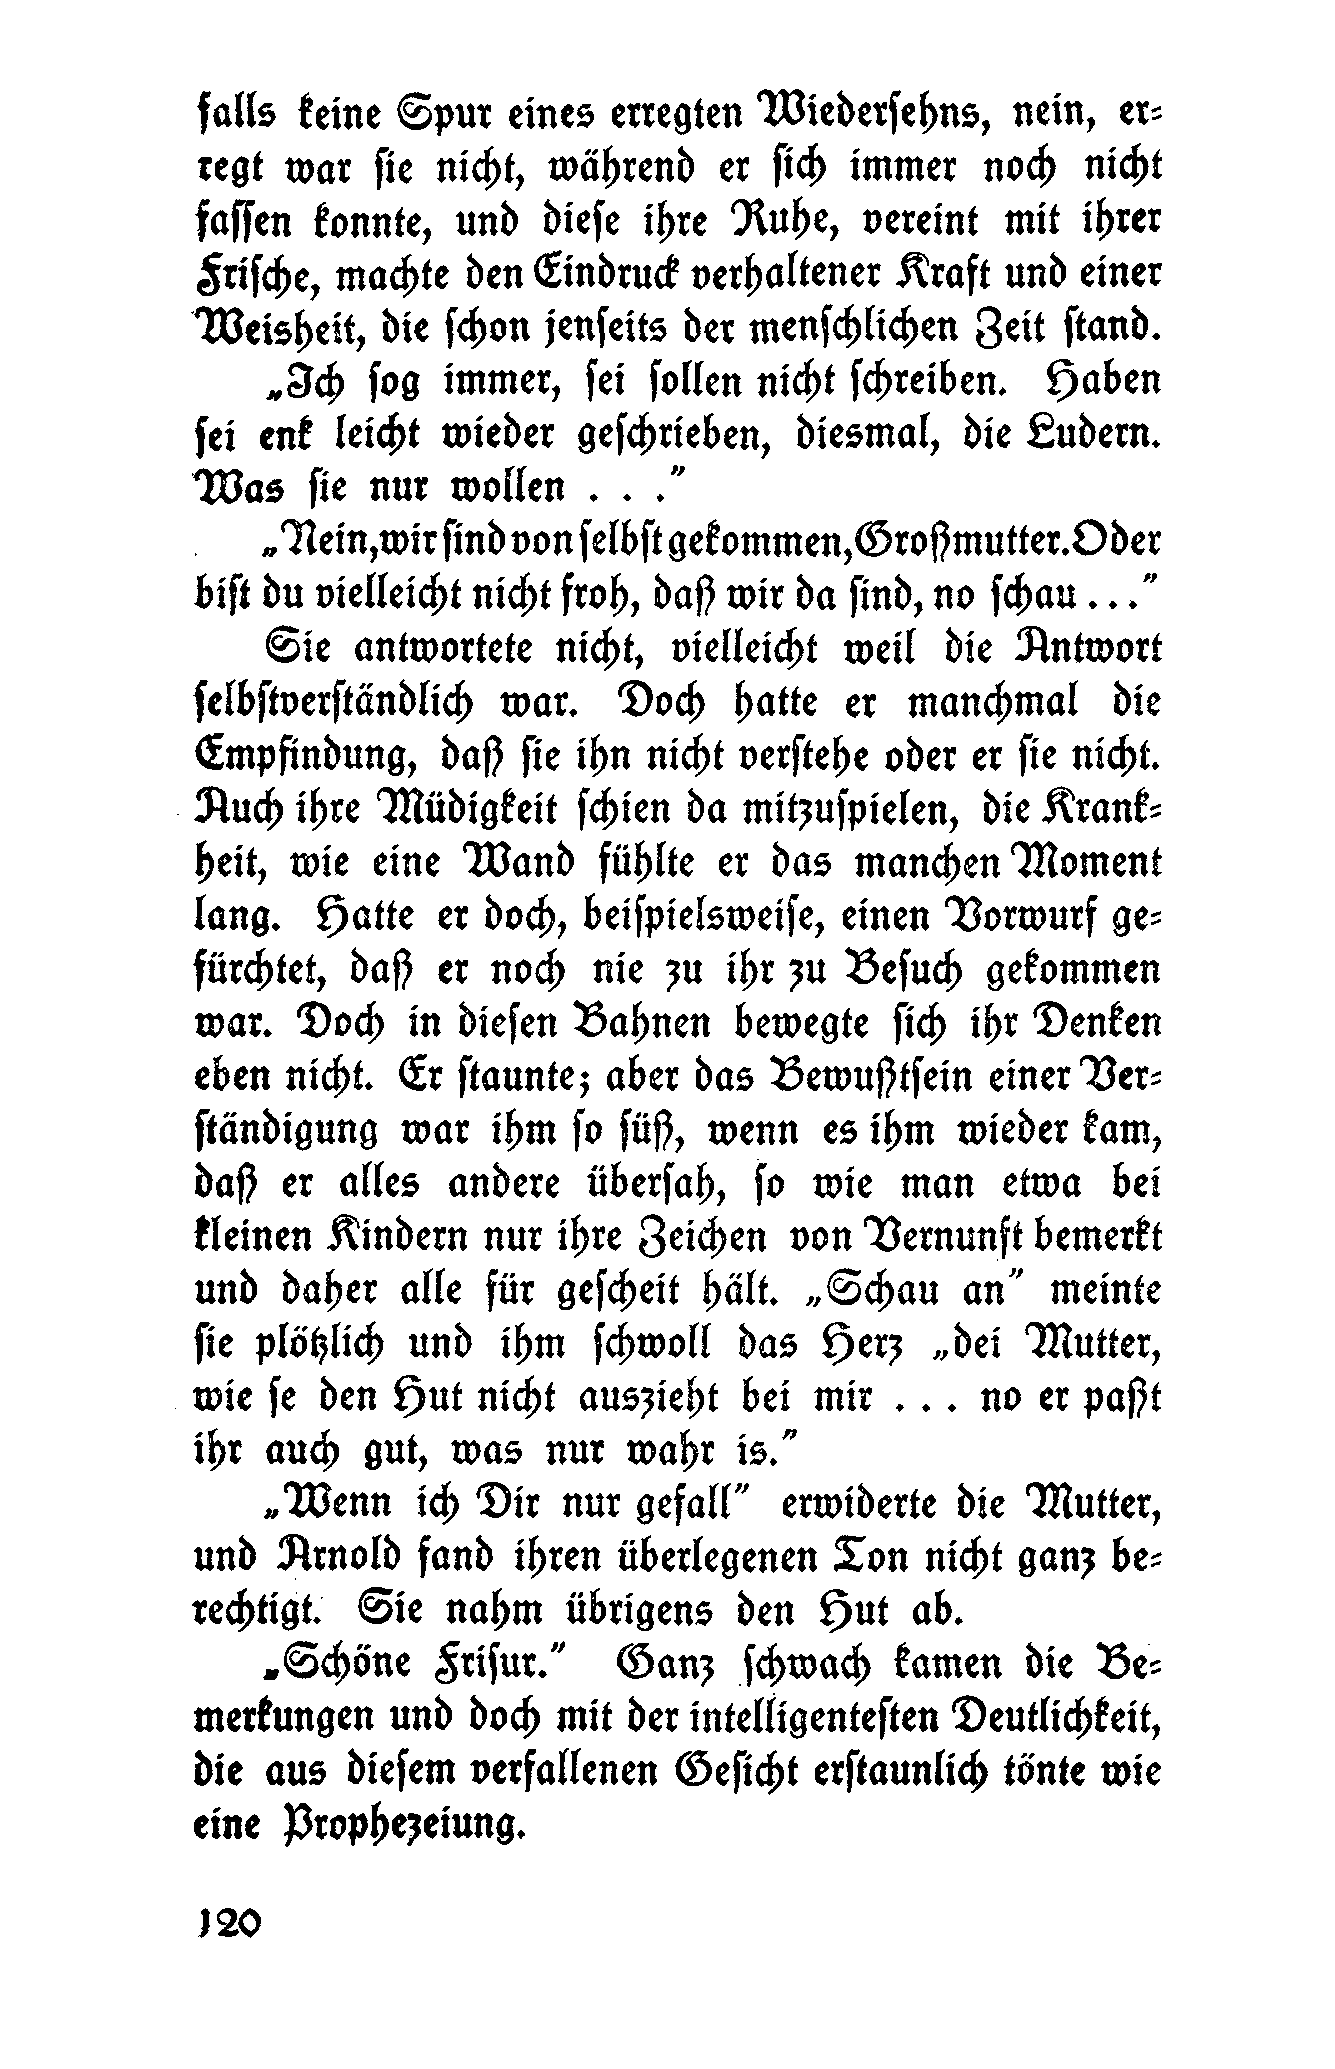 falls keine Spur eines erregten Wiedersehns, nein, er-
regt war sie nicht, während er sich immer noch nicht
fassen konnte, und diese ihre Ruhe, vereint mit ihrer
Frische, machte den Eindruck verhaltener Kraft und einer
Weisheit, die schon jenseits der menschlichen Zeit stand.
„Ich sog immer, sei sollen nicht schreiben. Haben
sei enk leicht wieder geschrieben, diesmal, die Ludern.
Was sie nur wollen . . .”
„Nein, wir sind von selbst gekommen, Großmutter. Oder
bist du vielleicht nicht froh, daß wir da sind, no schau ...”
Sie antwortete nicht, vielleicht weil die Antwort
selbstverständlich war. Doch hatte er manchmal die
Empfindung, daß sie ihn nicht verstehe oder er sie nicht.
Auch ihre Müdigkeit schien da mitzuspielen, die Krank-
heit, wie eine Wand fühlte er das manchen Moment
lang. Hatte er doch, beispielsweise, einen Vorwurf ge-
fürchtet, daß er noch nie zu ihr zu Besuch gekommen
war. Doch in diesen Bahnen bewegte sich ihr Denken
eben nicht. Er staunte; aber das Bewußtsein einer Ver-
ständigung war ihm so süß, wenn es ihm wieder kam,
daß er alles andere übersah, so wie man etwa bei
kleinen Kindern nur ihre Zeichen von Vernunft bemerkt
und daher alle für gescheit hält. „Schau an” meinte
sie plötzlich und ihm schwoll das Herz „dei Mutter,
wie se den Hut nicht auszieht bei mir . . . no er paßt
ihr auch gut, was nur wahr is.”
„Wenn ich Dir nur gefall” erwiderte die Mutter,
und Arnold fand ihren überlegenen Ton nicht ganz be-
rechtigt. Sie nahm übrigens den Hut ab.
„Schöne Frisur.” Ganz schwach kamen die Be-
merkungen und doch mit der intelligentesten Deutlichkeit,
die aus diesem verfallenen Gesicht erstaunlich tönte wie
eine Prophezeiung.
120